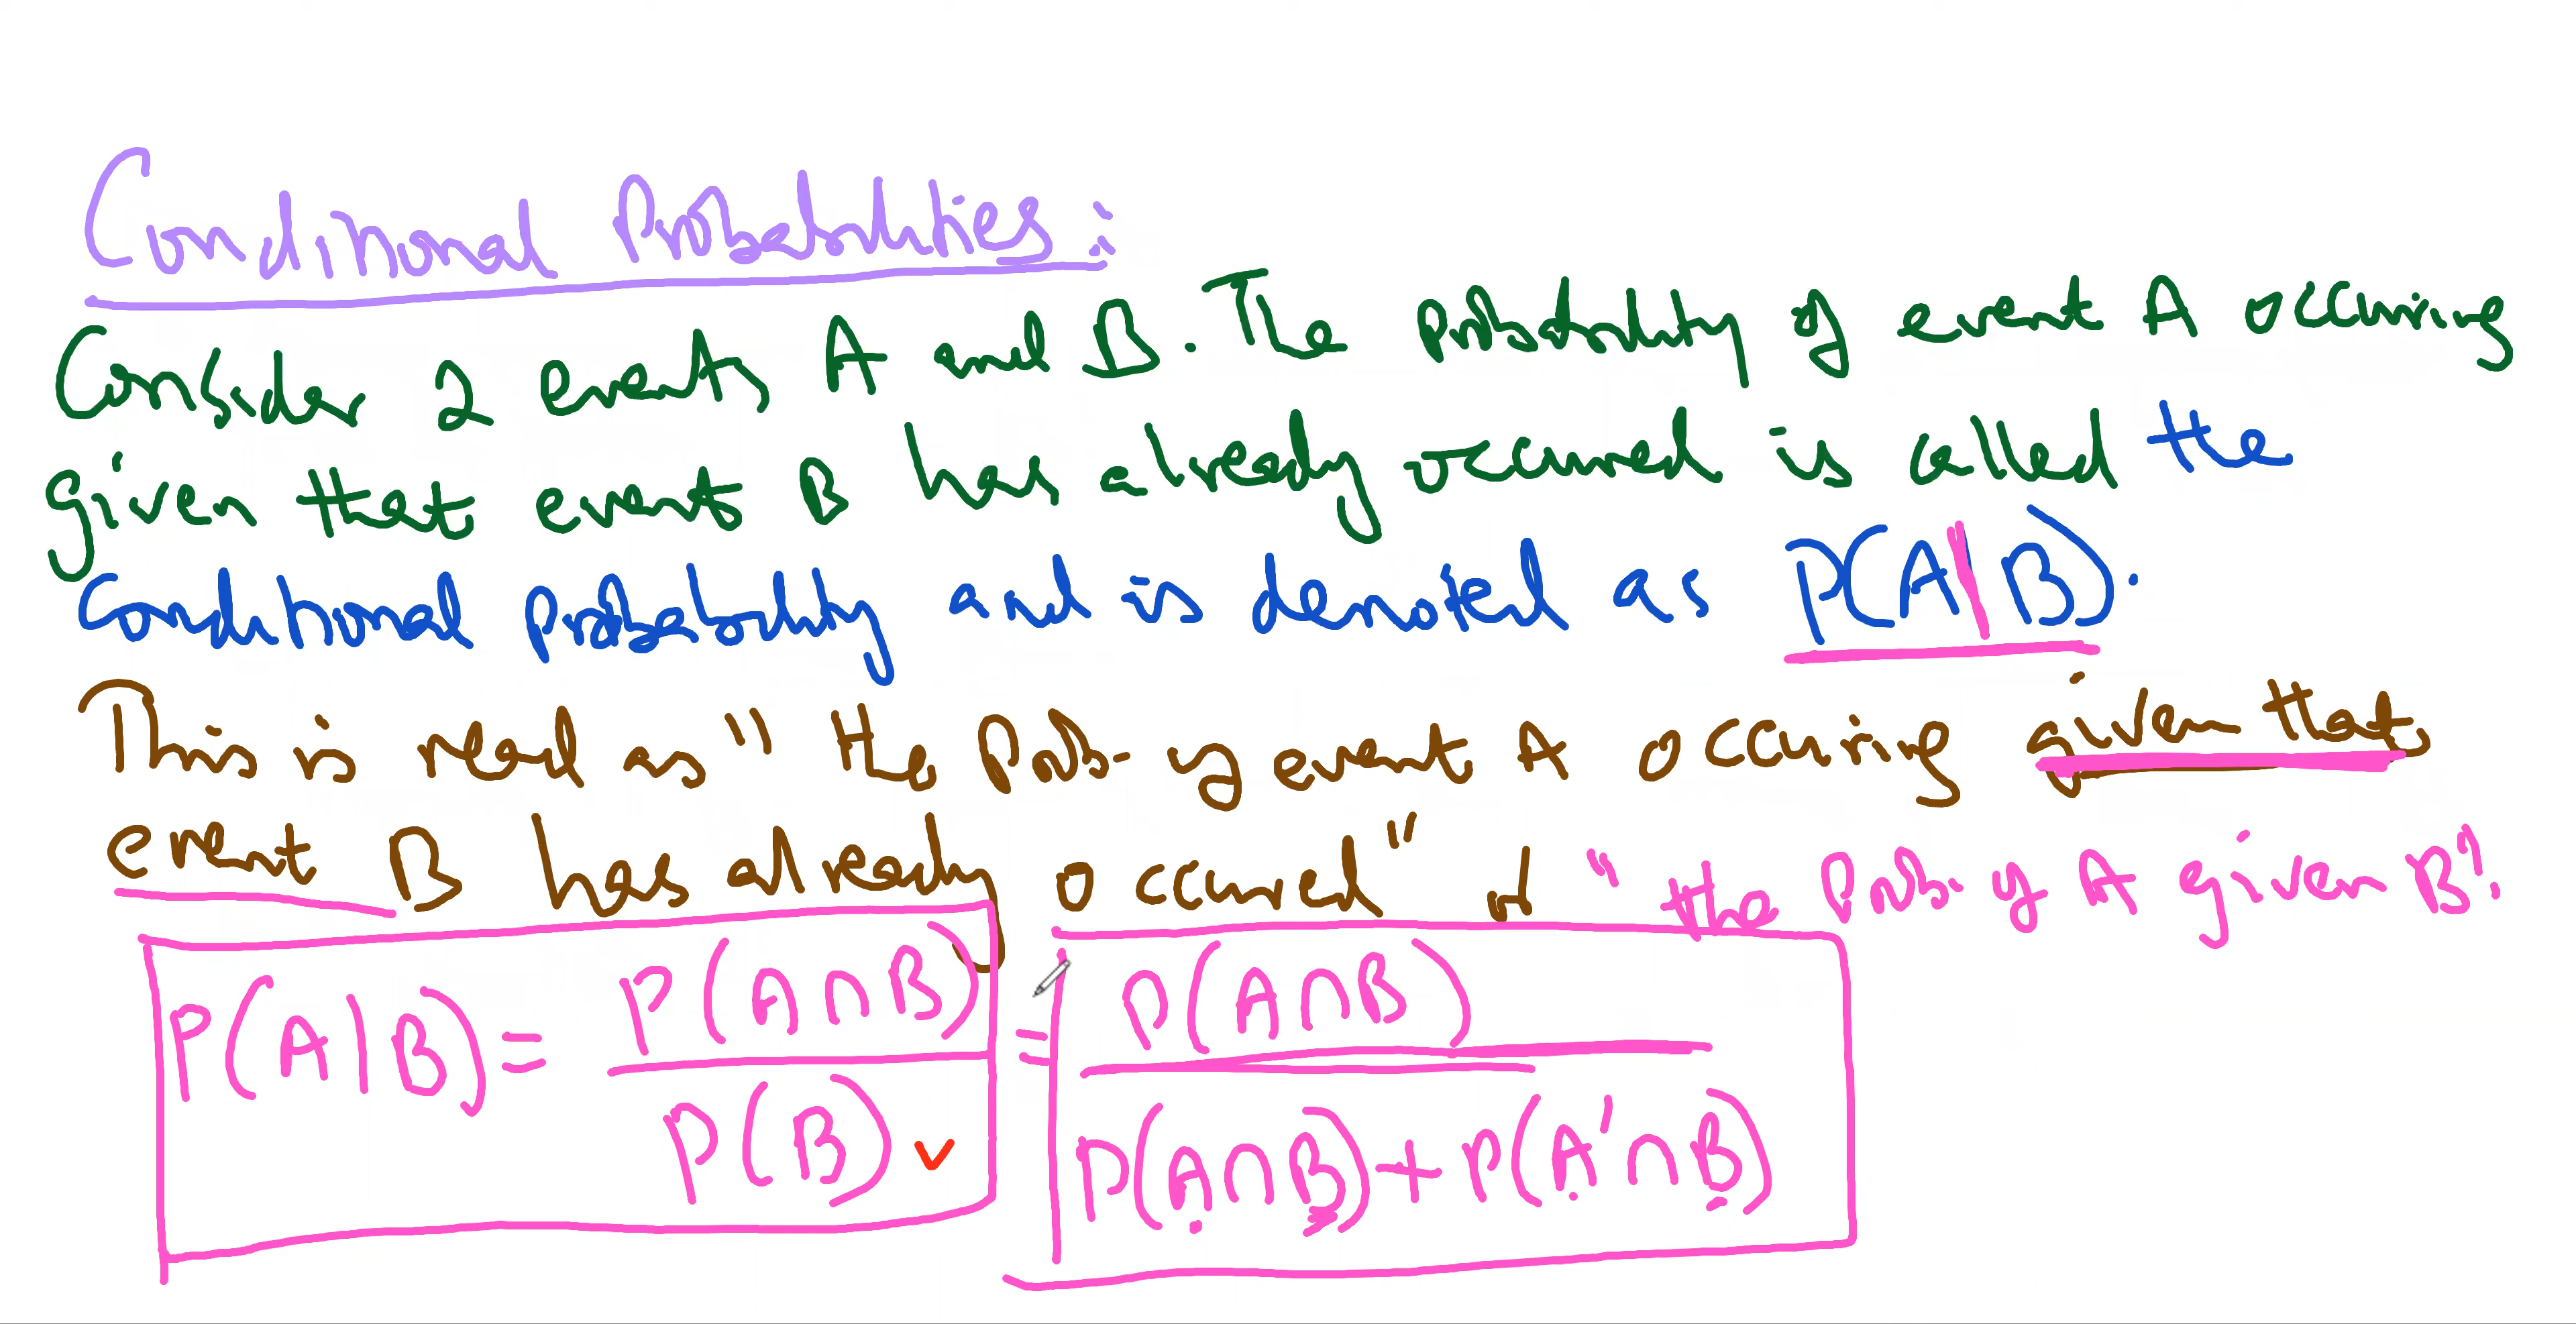 Conditional Probabilities:
Consider 2 events A and B. The probability of event A occuring
given that event B has already occured is called the
conditional probability and is denoted as P(A|B).
This is read as " the prob. of event A occuring given that
event B has already occured" or "the prob. of A given B".
P(A|B) = P(A∩B) / P(B) = P(A∩B) / P(A∩B)+P(A'∩B)